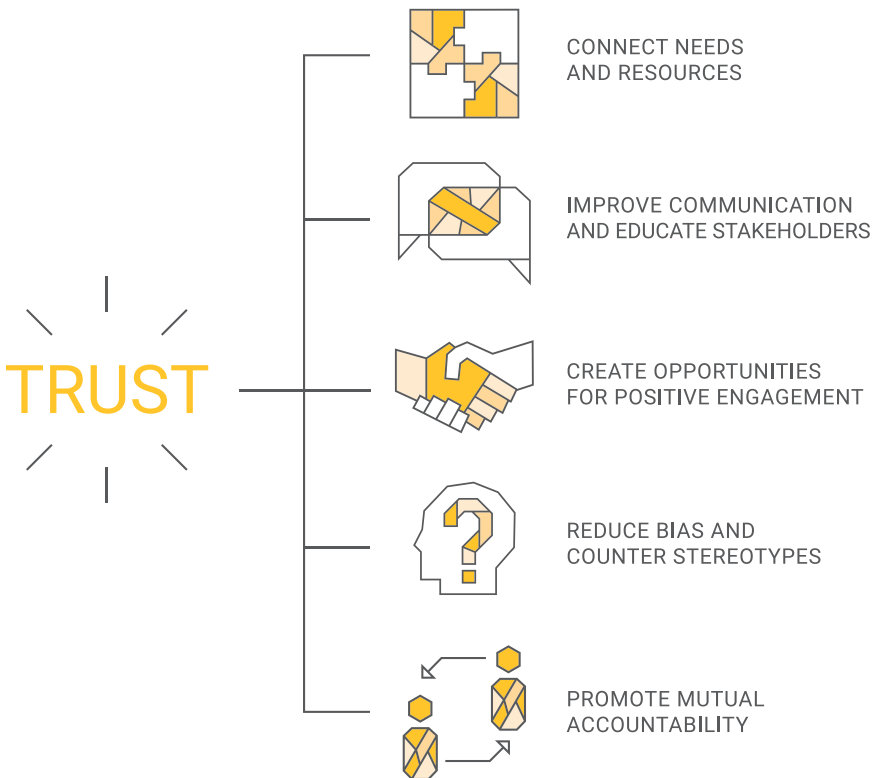 CONNECT NEEDS
AND RESOURCES
IMPROVE COMMUNICATION
AND EDUCATE STAKEHOLDERS
TRUST
CREATE OPPORTUNITIES
FOR POSITIVE ENGAGEMENT
REDUCE BIAS AND
COUNTER STEREOTYPES
PROMOTE MUTUAL
ACCOUNTABILITY